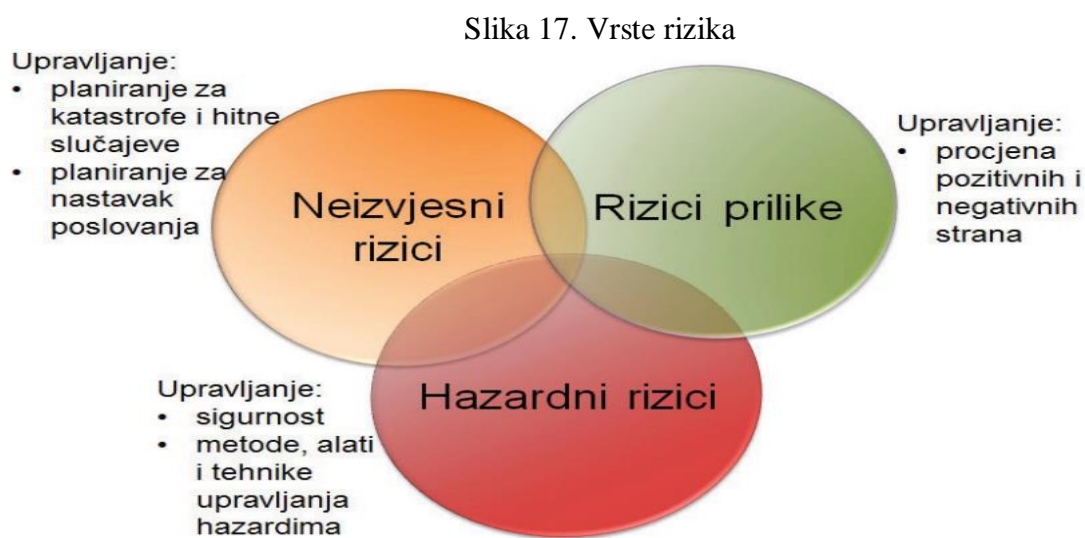 Slika 17. Vrste rizika
Upravljanje:
• planiranje za
katastrofe i hitne
slučajeve
• planiranje za
nastavak
poslovanja
Neizvjesni
rizici
Rizici prilike
Upravljanje:
• procjena
pozitivnih i
negativnih
strana
Hazardni rizici
Upravljanje:
• sigurnost
• metode, alati
i tehnike
upravljanja
hazardima